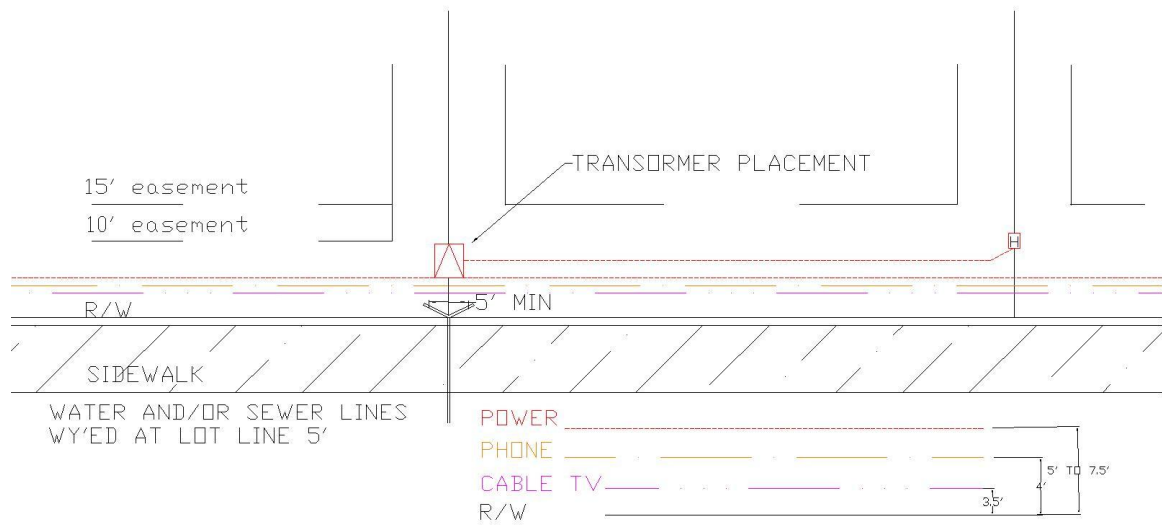 TRANSORMER PLACEMENT
15' easement
10' easement
H
5' MIN
R/W
SIDEWALK
WATER AND/OR SEWER LINES
WY'ED AT LOT LINE 5'
POWER
PHONE
CABLE TV
R/W
5' TO 7.5'
4'
3.5'